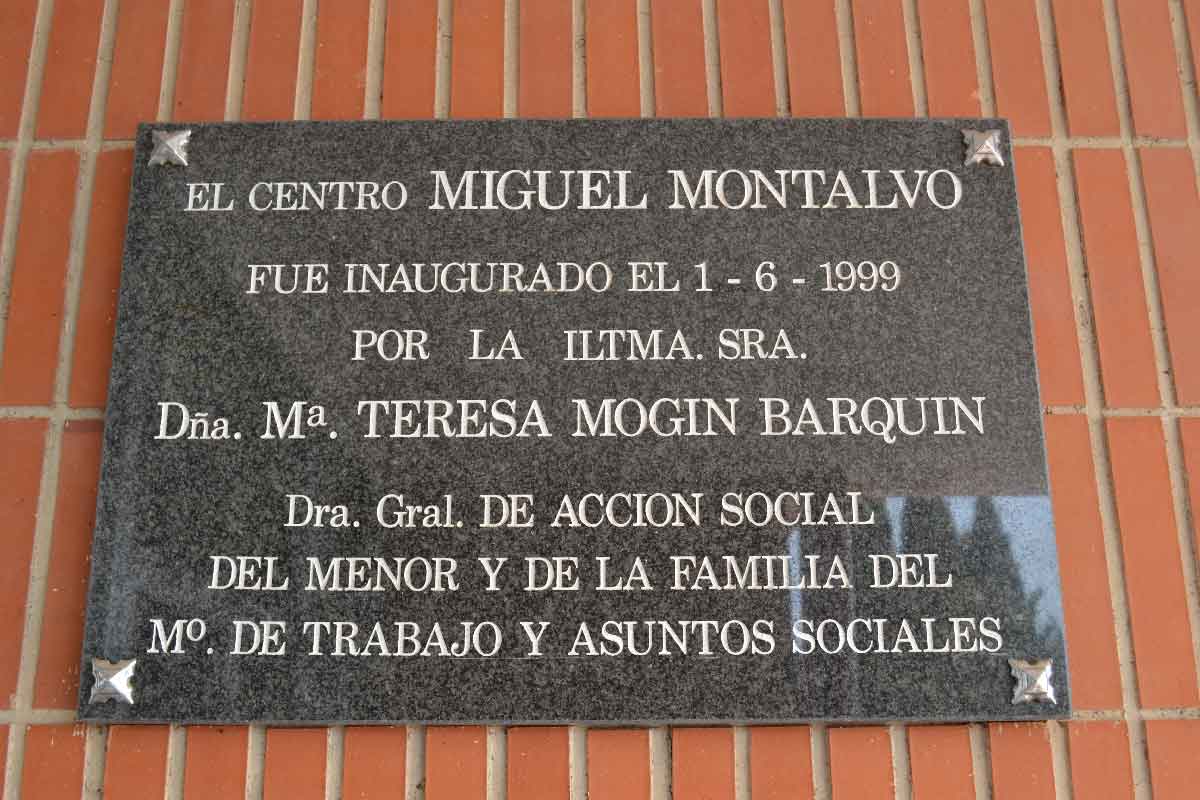 EL CENTRO MIGUEL MONTALVO
FUE INAUGURADO EL 1 - 6 - 1999
POR LA ILTMA. SRA.
Dña. Mª. TERESA MOGIN BARQUIN
Dra. Gral. DE ACCION SOCIAL
DEL MENOR Y DE LA FAMILIA DEL
Mº. DE TRABAJO Y ASUNTOS SOCIALES